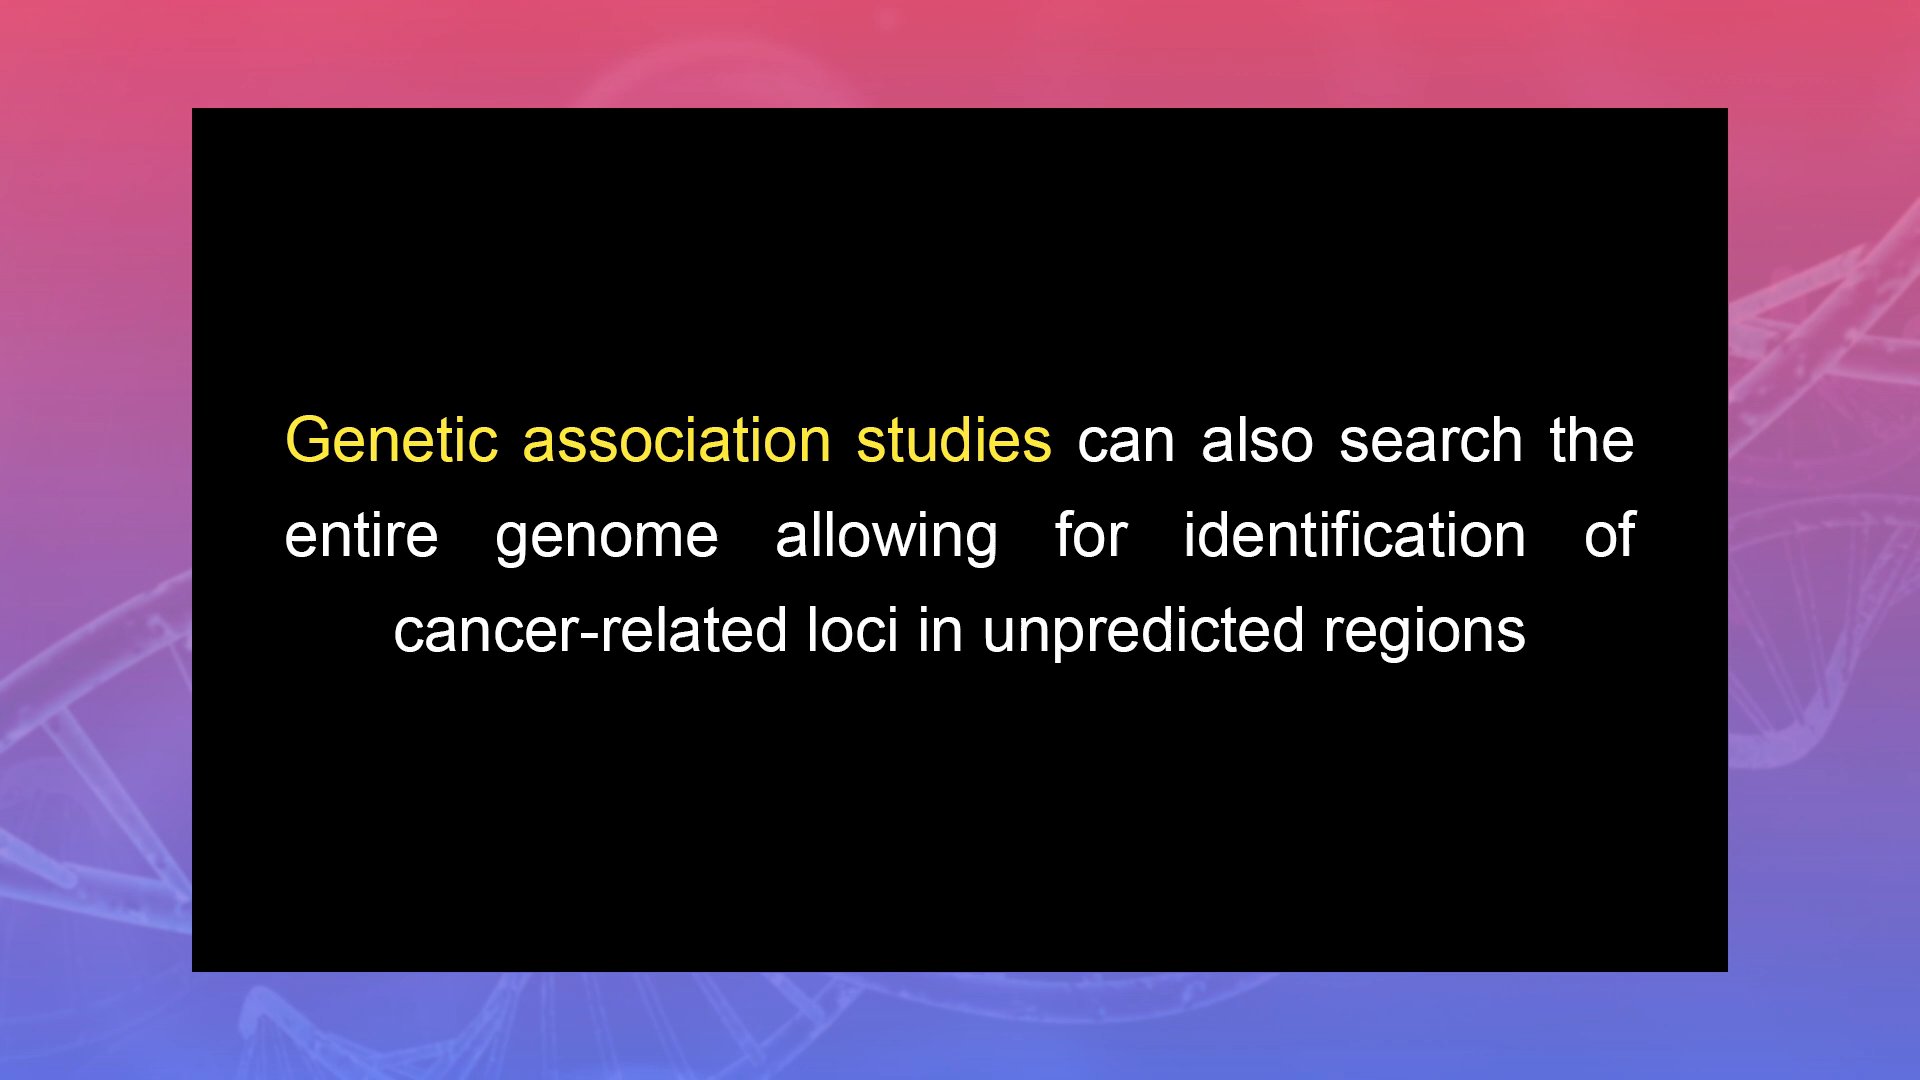 Genetic association studies can also search the
entire genome allowing for identification of
cancer-related loci in unpredicted regions